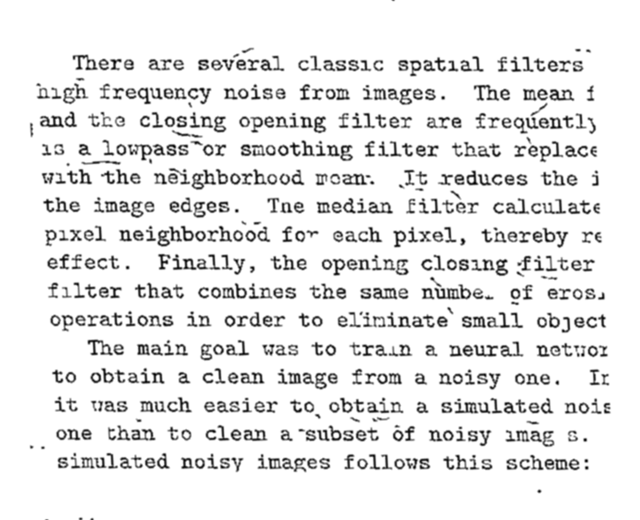 There are several classic spatial filters
high frequency noise from images. The mean f
and the closing opening filter are frequently
is a lowpass or smoothing filter that replace
with the neighborhood mean. It reduces the i
the image edges. The median filter calculate
pixel neighborhood for each pixel, thereby re
effect. Finally, the opening closing filter
filter that combines the same number of eros
operations in order to eliminate small object
The main goal was to train a neural networ
to obtain a clean image from a noisy one. In
it was much easier to obtain a simulated nois
one than to clean a subset of noisy imag s.
simulated noisy images follows this scheme: